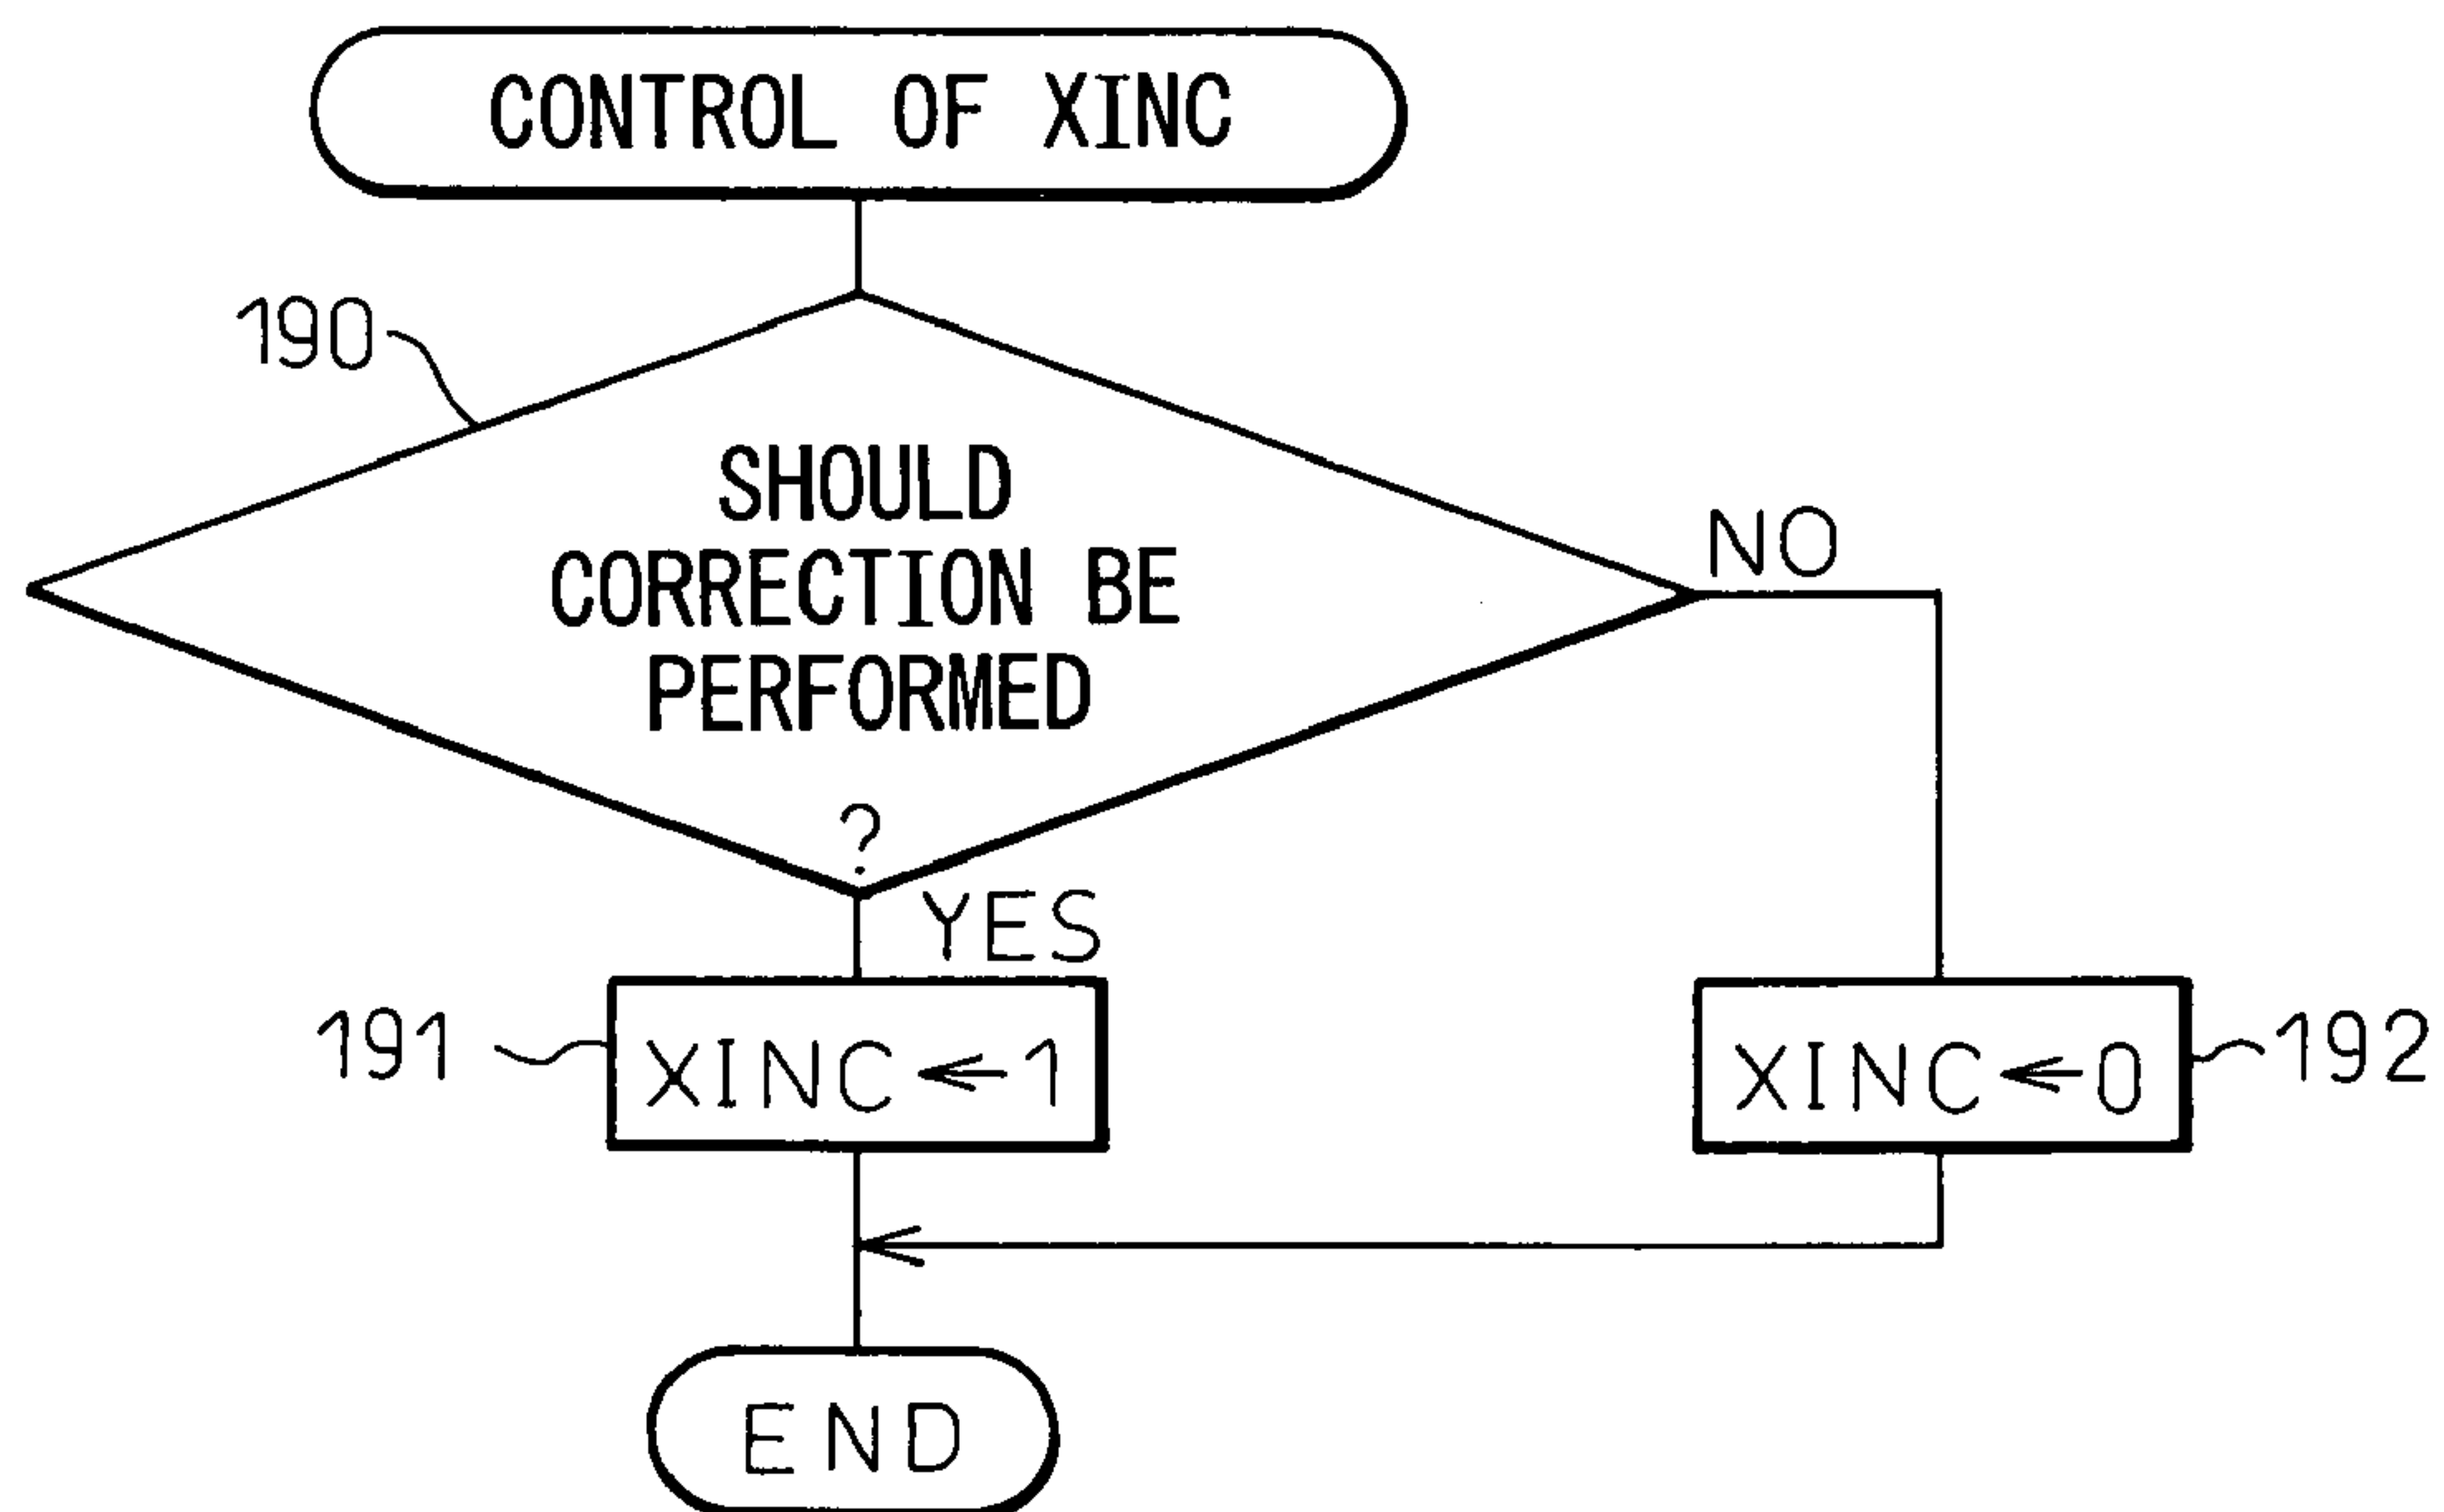 CONTROL OF XINC
190
SHOULD
CORRECTION BE
PERFORMED
?
NO
YES
191
XINC←1
XINC←0
192
END